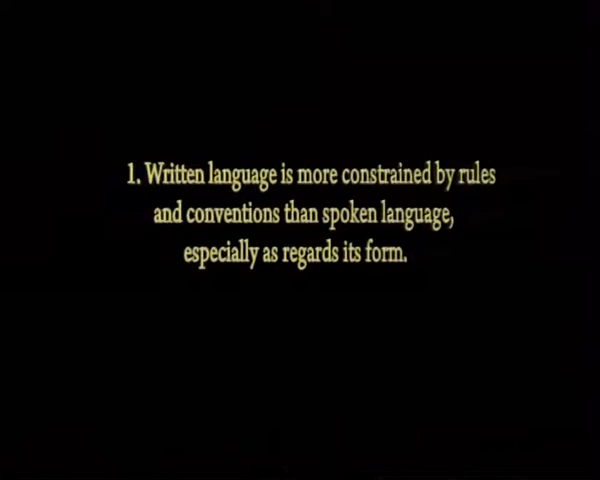 1. Written language is more constrained by rules
and conventions than spoken language,
especially as regards its form.